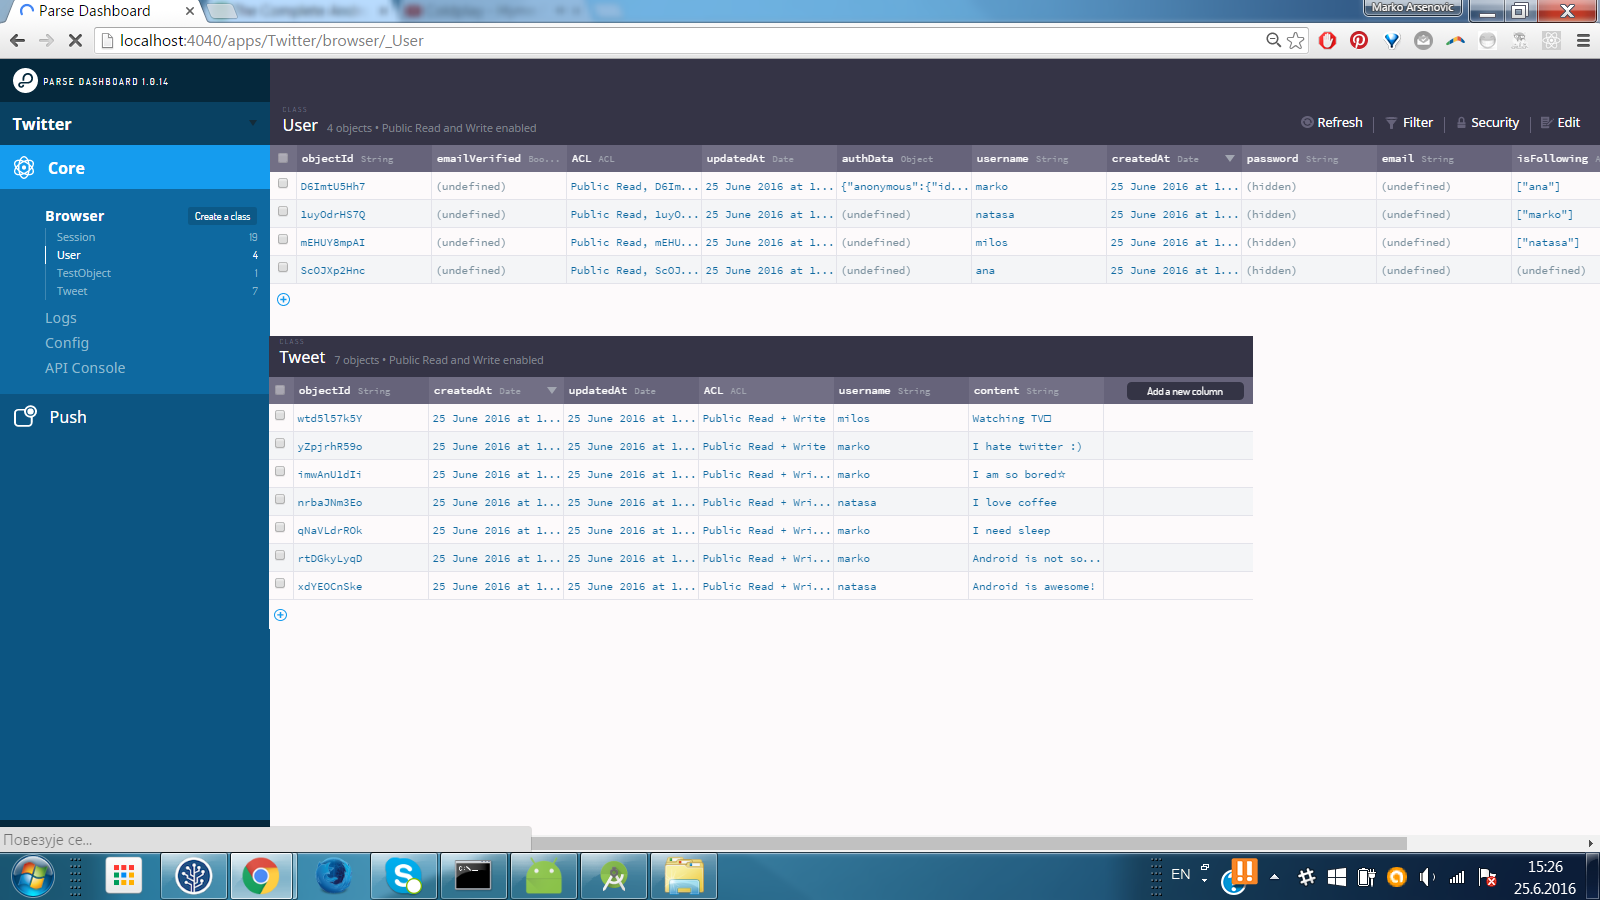 Parse Dashboard
Marko Arsenovic
localhost:4040/apps/Twitter/browser/_User
PARSE DASHBOARD 1.0.14
Twitter
Core
Browser
Create a class
Session 19
User 4
TestObject 1
Tweet 7
Logs
Config
API Console
Push
CLASS
User 4 objects • Public Read and Write enabled
Refresh Filter Security Edit
objectId String emailVerified Boo... ACL ACL updatedAt Date authData Object username String createdAt Date password String email String isFollowing A
D6ImtU5Hh7 (undefined) Public Read, D6Im... 25 June 2016 at 1... {"anonymous":{"id... marko 25 June 2016 at 1... (hidden) (undefined) ["ana"]
1uyOdrHS7Q (undefined) Public Read, 1uyO... 25 June 2016 at 1... (undefined) natasa 25 June 2016 at 1... (hidden) (undefined) ["marko"]
mEHUY8mpAI (undefined) Public Read, mEHU... 25 June 2016 at 1... (undefined) milos 25 June 2016 at 1... (hidden) (undefined) ["natasa"]
ScOJXp2Hnc (undefined) Public Read, ScOJ... 25 June 2016 at 1... (undefined) ana 25 June 2016 at 1... (hidden) (undefined) (undefined)
CLASS
Tweet 7 objects • Public Read and Write enabled
objectId String createdAt Date updatedAt Date ACL ACL username String content String Add a new column
wtd5l57k5Y 25 June 2016 at 1... 25 June 2016 at 1... Public Read + Write milos Watching TV□
yZpjrhR59o 25 June 2016 at 1... 25 June 2016 at 1... Public Read + Write marko I hate twitter :)
imwAnUldIi 25 June 2016 at 1... 25 June 2016 at 1... Public Read + Wri... marko I am so bored☆
nrbaJNm3Eo 25 June 2016 at 1... 25 June 2016 at 1... Public Read + Wri... natasa I love coffee
qNaVLdrROk 25 June 2016 at 1... 25 June 2016 at 1... Public Read + Wri... marko I need sleep
rtDGkyLyqD 25 June 2016 at 1... 25 June 2016 at 1... Public Read + Wri... marko Android is not so...
xdYEOCnSke 25 June 2016 at 1... 25 June 2016 at 1... Public Read + Wri... natasa Android is awesome!
Повезује се...
C:\_
EN
15:26
25.6.2016